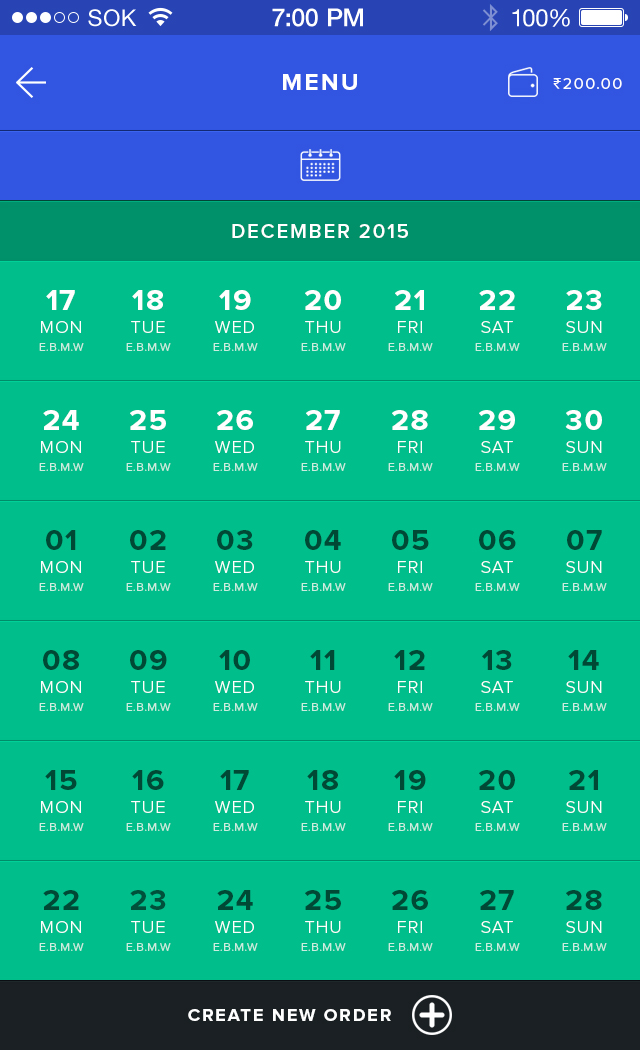 SOK 7:00 PM 100%
MENU ₹200.00
DECEMBER 2015
17 18 19 20 21 22 23
MON TUE WED THU FRI SAT SUN
E.B.M.W E.B.M.W E.B.M.W E.B.M.W E.B.M.W E.B.M.W E.B.M.W
24 25 26 27 28 29 30
MON TUE WED THU FRI SAT SUN
E.B.M.W E.B.M.W E.B.M.W E.B.M.W E.B.M.W E.B.M.W E.B.M.W
01 02 03 04 05 06 07
MON TUE WED THU FRI SAT SUN
E.B.M.W E.B.M.W E.B.M.W E.B.M.W E.B.M.W E.B.M.W E.B.M.W
08 09 10 11 12 13 14
MON TUE WED THU FRI SAT SUN
E.B.M.W E.B.M.W E.B.M.W E.B.M.W E.B.M.W E.B.M.W E.B.M.W
15 16 17 18 19 20 21
MON TUE WED THU FRI SAT SUN
E.B.M.W E.B.M.W E.B.M.W E.B.M.W E.B.M.W E.B.M.W E.B.M.W
22 23 24 25 26 27 28
MON TUE WED THU FRI SAT SUN
E.B.M.W E.B.M.W E.B.M.W E.B.M.W E.B.M.W E.B.M.W E.B.M.W
CREATE NEW ORDER